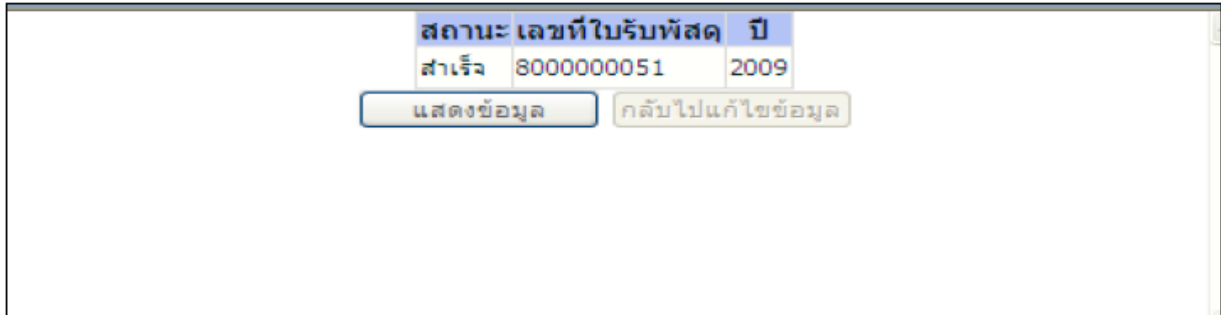 สถานะ เลขที่ใบรับพัสดุ ปี
สำเร็จ 8000000051 2009
แสดงข้อมูล กลับไปแก้ไขข้อมูล